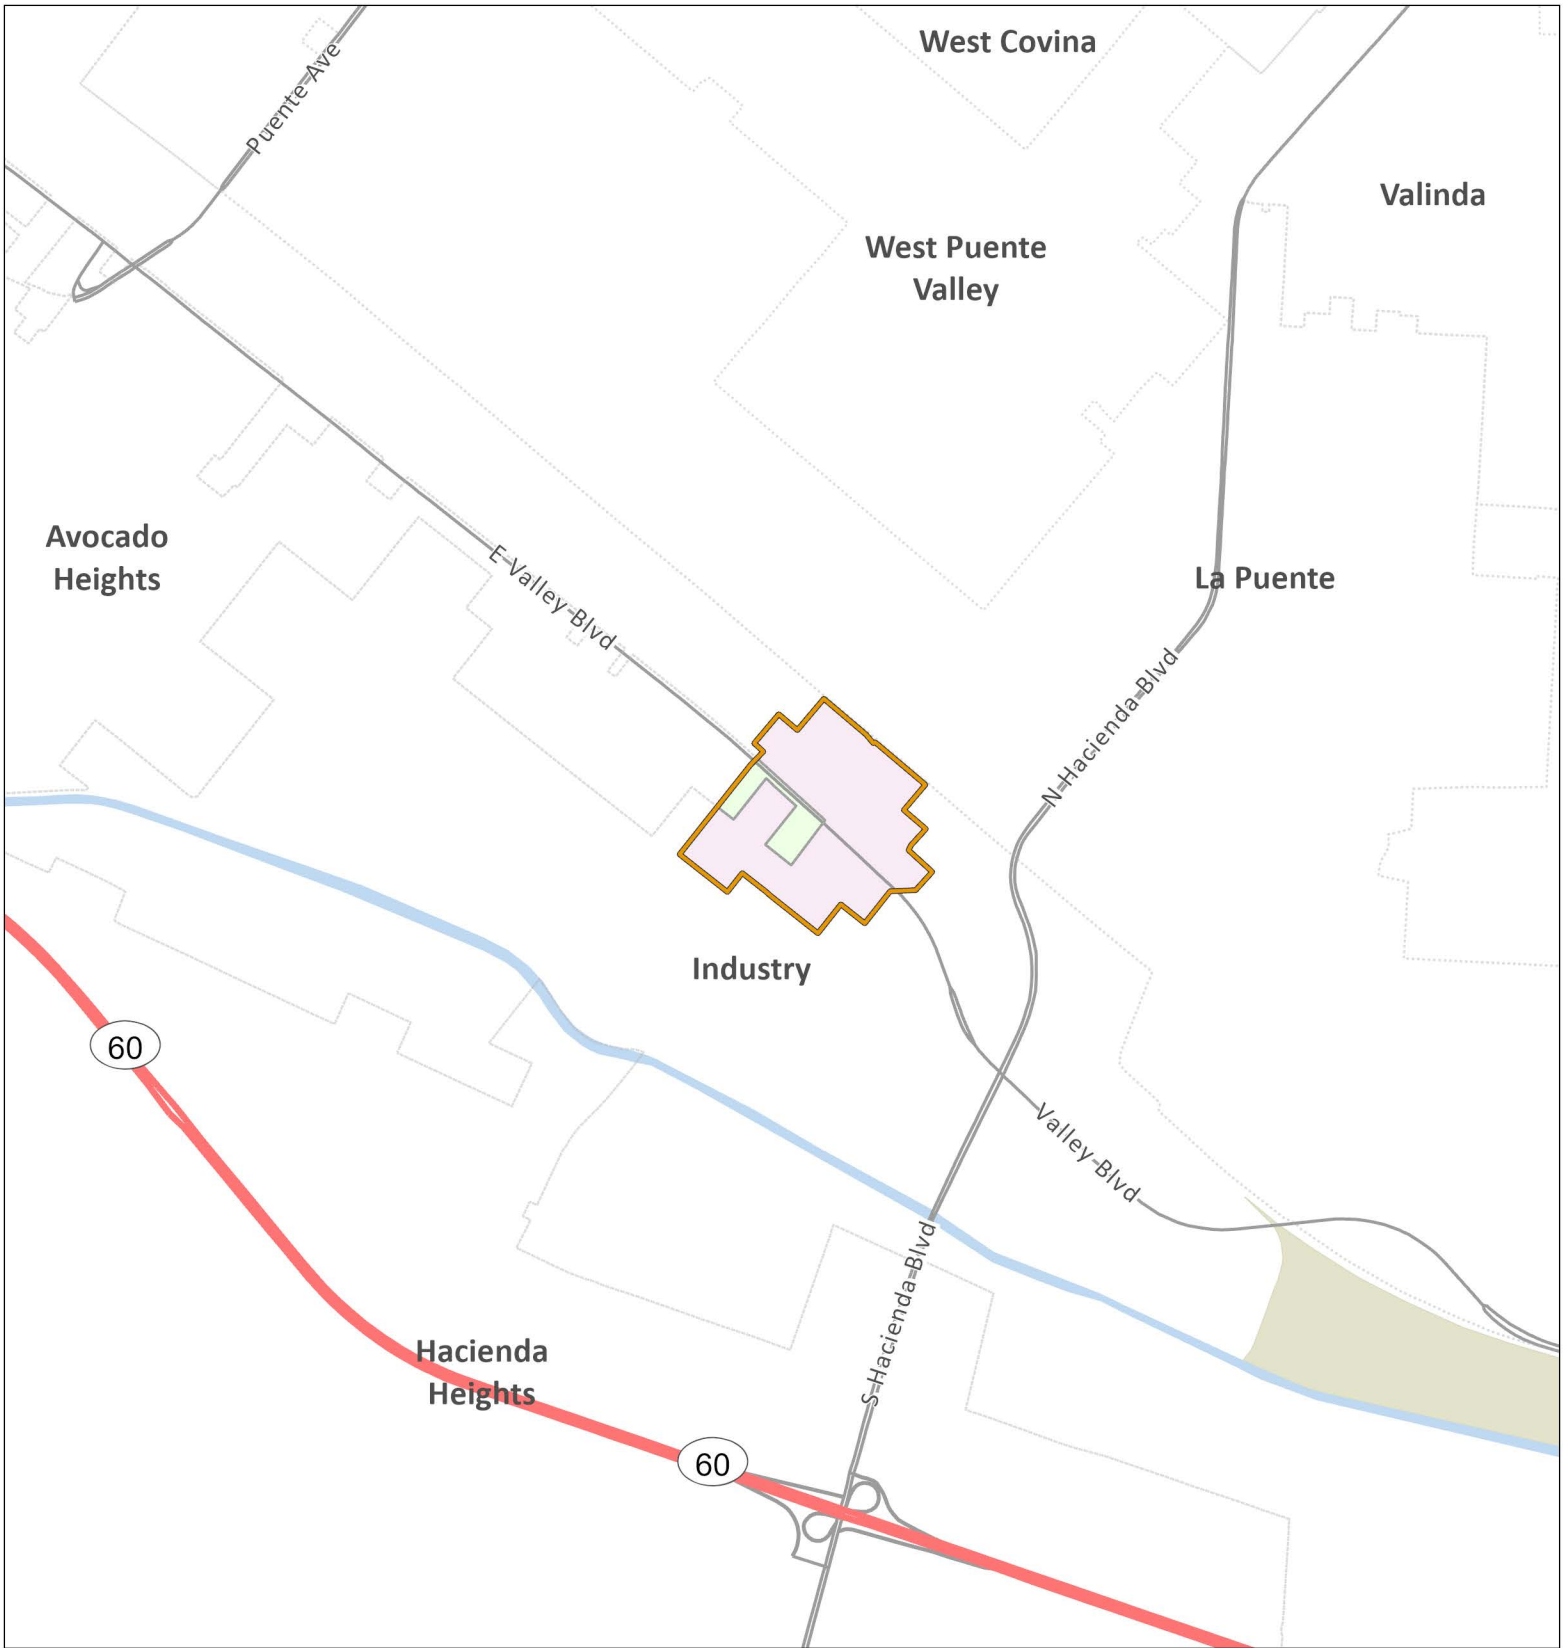 West Covina
Puente Ave
Valinda
West Puente
Valley
Avocado
Heights
E Valley Blvd
La Puente
N Hacienda Blvd
Industry
60
Valley Blvd
S Hacienda Blvd
Hacienda
Heights
60